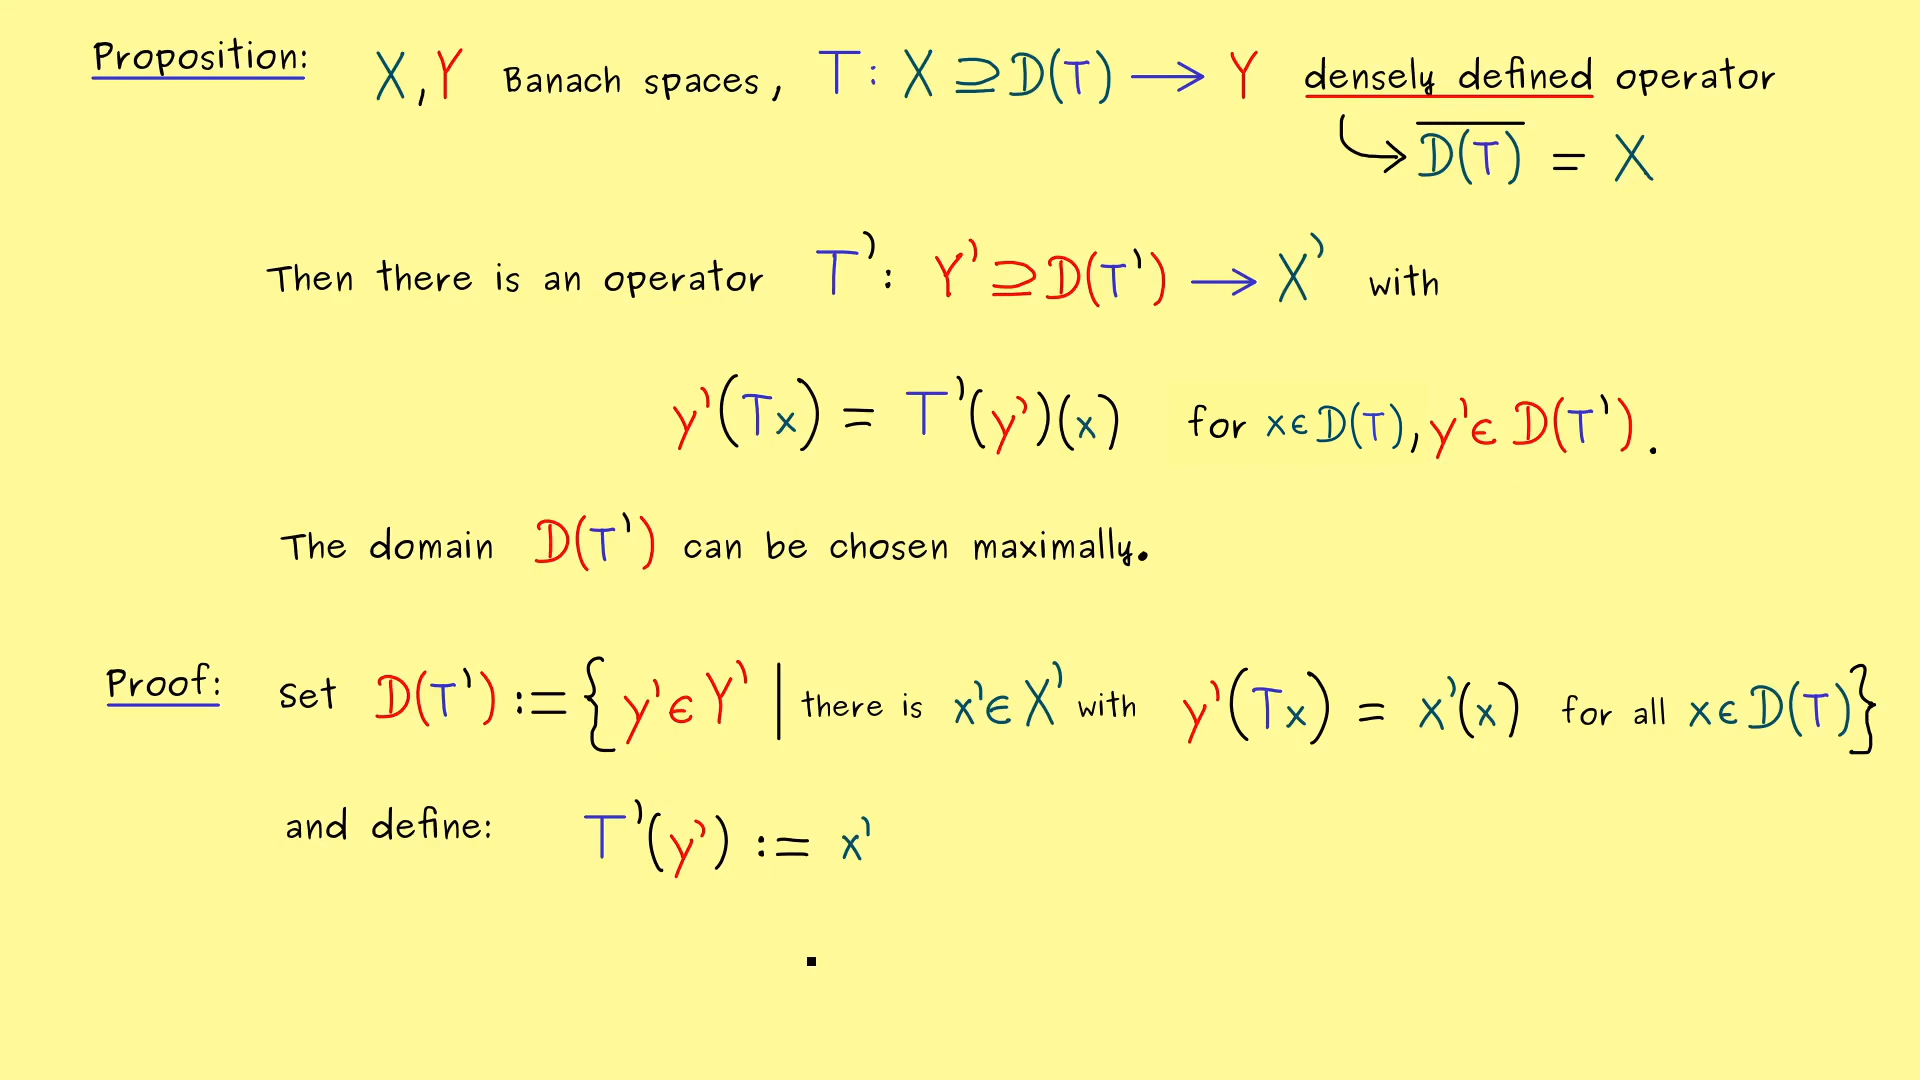 Proposition: X, Y Banach spaces, T: X ⊇ D(T) ⟶ Y densely defined operator
↳ \overline{D(T)} = X
Then there is an operator T': Y' ⊇ D(T') ⟶ X' with
y'(Tx) = T'(y')(x) for x ∈ D(T), y' ∈ D(T').
The domain D(T') can be chosen maximally.
Proof: Set D(T') := { y' ∈ Y' | there is x' ∈ X' with y'(Tx) = x'(x) for all x ∈ D(T) }
and define: T'(y') := x'